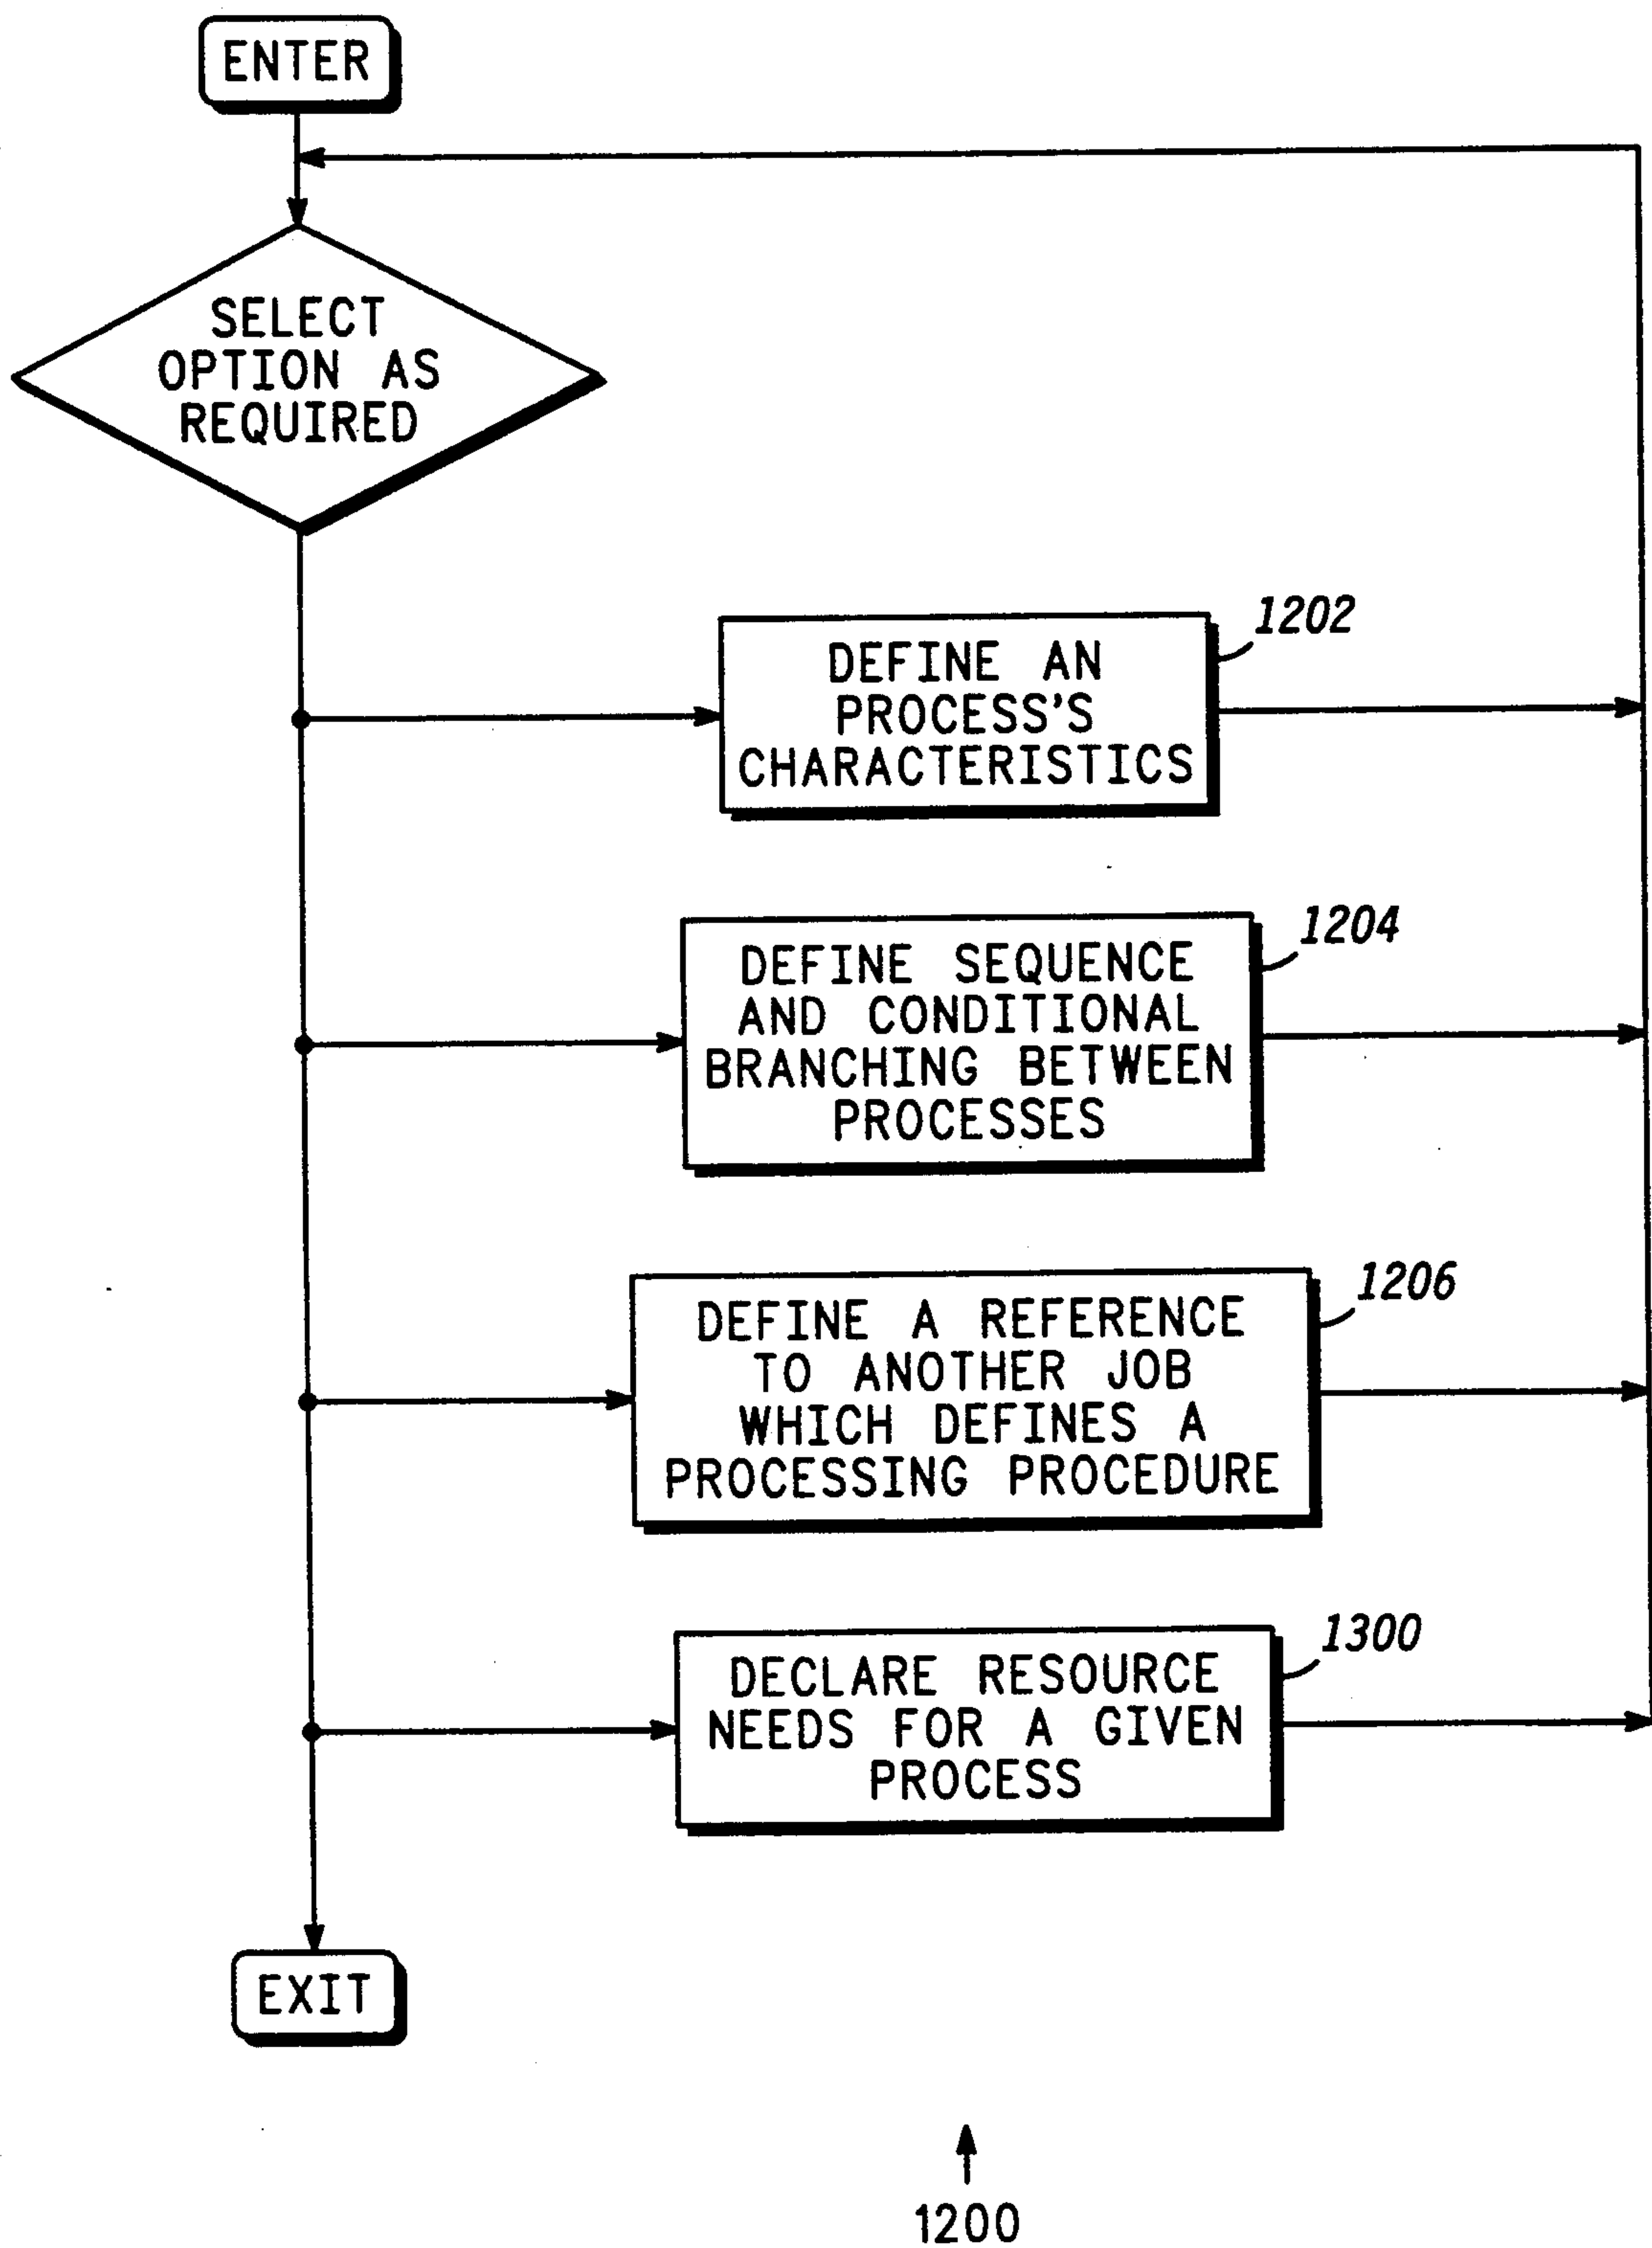 ENTER
SELECT
OPTION AS
REQUIRED
1202
DEFINE AN
PROCESS'S
CHARACTERISTICS
1204
DEFINE SEQUENCE
AND CONDITIONAL
BRANCHING BETWEEN
PROCESSES
1206
DEFINE A REFERENCE
TO ANOTHER JOB
WHICH DEFINES A
PROCESSING PROCEDURE
1300
DECLARE RESOURCE
NEEDS FOR A GIVEN
PROCESS
EXIT
1200